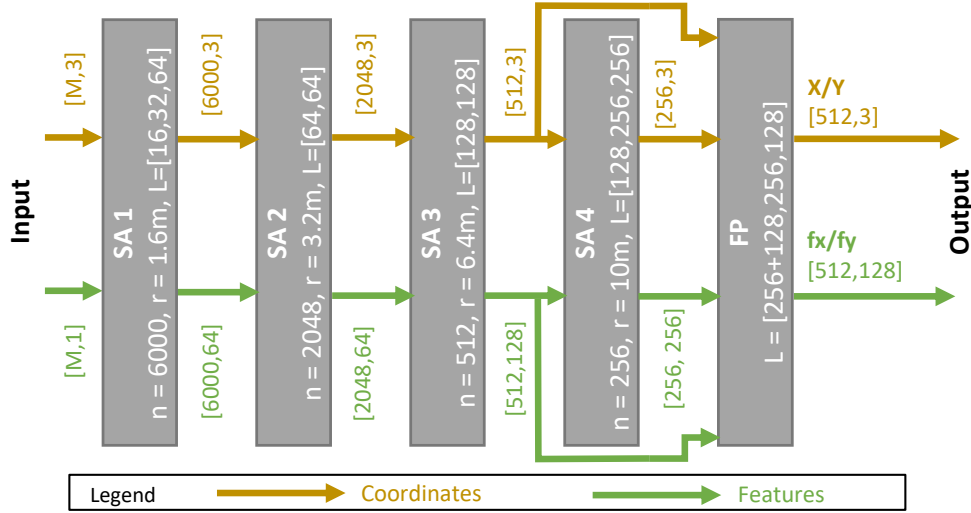 Input
[M,3]
[M,1]
SA 1
n = 6000, r = 1.6m, L=[16,32,64]
[6000,3]
[6000,64]
SA 2
n = 2048, r = 3.2m, L=[64,64]
[2048,3]
[2048,64]
SA 3
n = 512, r = 6.4m, L=[128,128]
[512,3]
[512,128]
SA 4
n = 256, r = 10m, L=[128,256,256]
[256,3]
[256, 256]
FP
L = [256+128,256,128]
X/Y
[512,3]
fx/fy
[512,128]
Output
Legend
Coordinates
Features